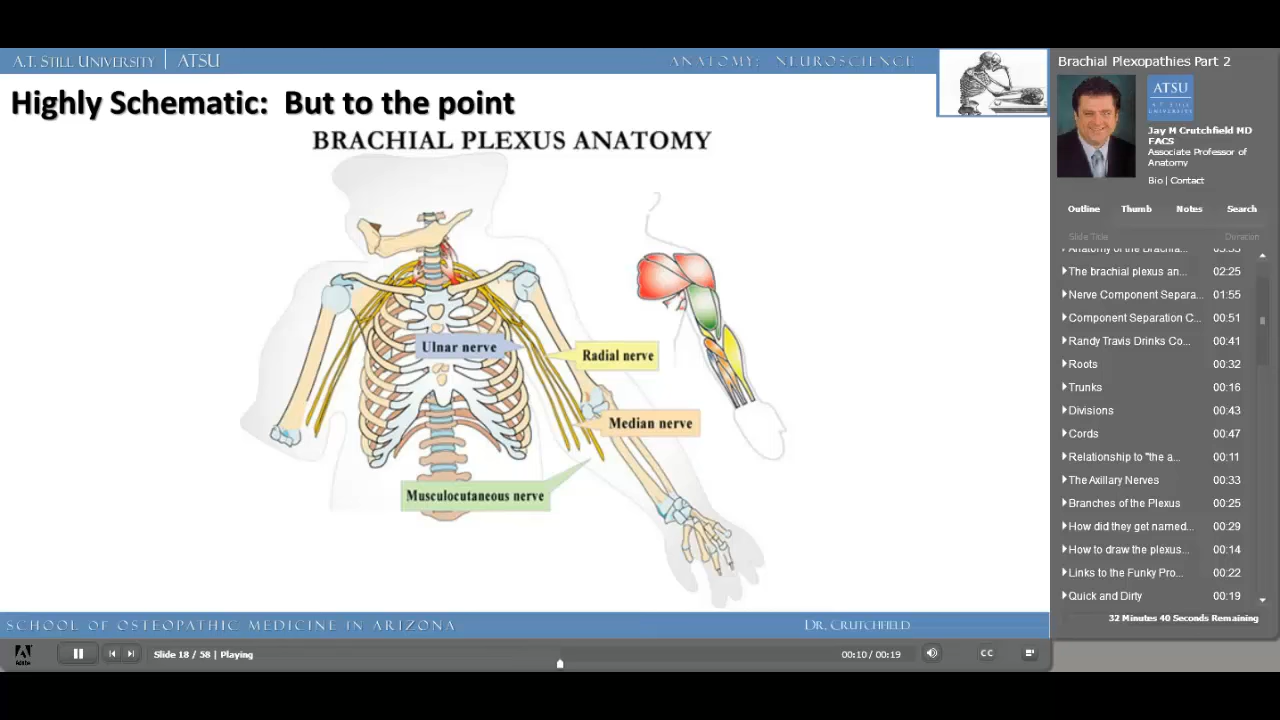 A.T. STILL UNIVERSITY | ATSU
ANATOMY: NEUROSCIENCE
Highly Schematic: But to the point
BRACHIAL PLEXUS ANATOMY
Ulnar nerve
Radial nerve
Median nerve
Musculocutaneous nerve
SCHOOL OF OSTEOPATHIC MEDICINE IN ARIZONA
DR. CRUTCHFIELD
Brachial Plexopathies Part 2
ATSU
A.T. STILL
UNIVERSITY
Jay M Crutchfield MD
FACS
Associate Professor of
Anatomy
Bio | Contact
Outline Thumb Notes Search
Slide Title Duration
The brachial plexus an... 02:25
Nerve Component Separa... 01:55
Component Separation C... 00:51
Randy Travis Drinks Co... 00:41
Roots 00:32
Trunks 00:16
Divisions 00:43
Cords 00:47
Relationship to "the a... 00:11
The Axillary Nerves 00:33
Branches of the Plexus 00:25
How did they get named... 00:29
How to draw the plexus... 00:14
Links to the Funky Pro... 00:22
Quick and Dirty 00:19
32 Minutes 40 Seconds Remaining
Adobe
Slide 18 / 58 | Playing
00:10 / 00:19
CC